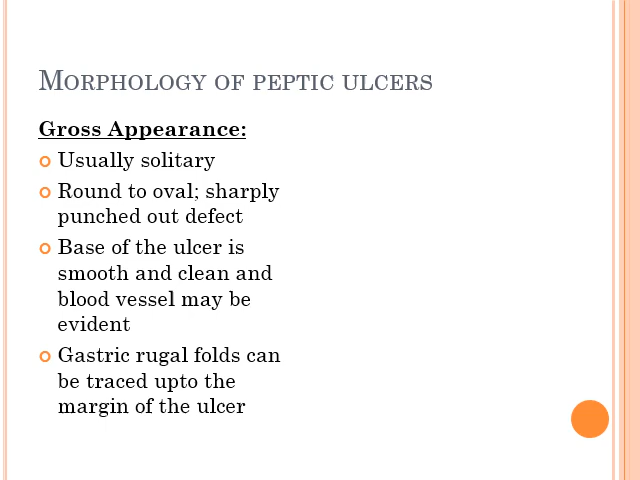 MORPHOLOGY OF PEPTIC ULCERS
Gross Appearance:
Usually solitary
Round to oval; sharply
punched out defect
Base of the ulcer is
smooth and clean and
blood vessel may be
evident
Gastric rugal folds can
be traced upto the
margin of the ulcer